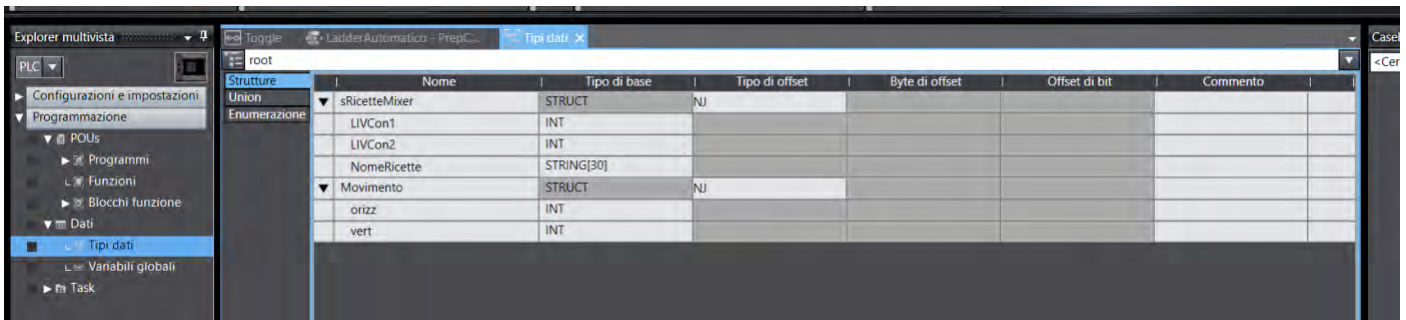 Explorer multivista
Toggle
LadderAutomatico - PrepC...
Tipi dati
PLC
root
Configurazioni e impostazioni
Programmazione
POUs
Programmi
Funzioni
Blocchi funzione
Dati
Tipi dati
Variabili globali
Task
Strutture
Union
Enumerazione
Nome Tipo di base Tipo di offset Byte di offset Offset di bit Commento
sRicetteMixer STRUCT NJ
LIVCon1 INT
LIVCon2 INT
NomeRicette STRING[30]
Movimento STRUCT NJ
orizz INT
vert INT